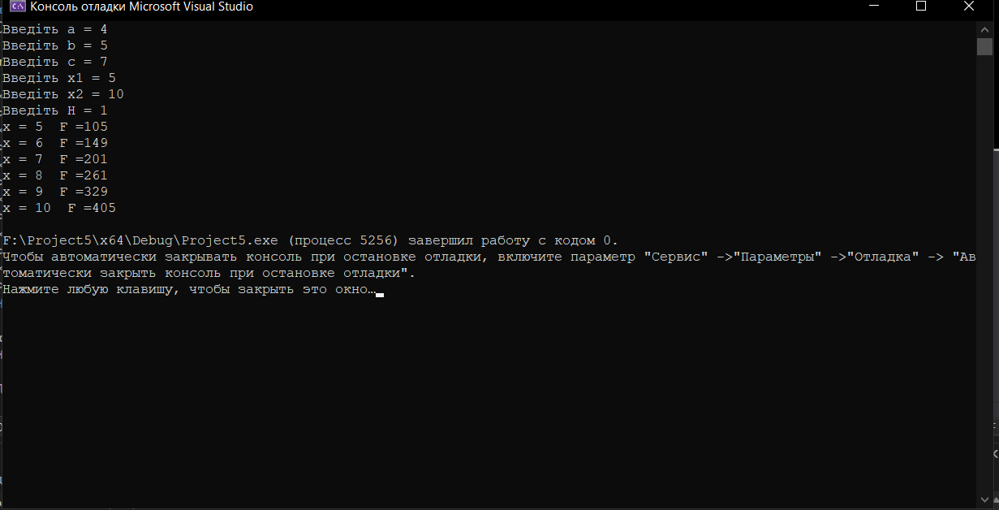 Консоль отладки Microsoft Visual Studio
Введіть a = 4
Введіть b = 5
Введіть c = 7
Введіть x1 = 5
Введіть x2 = 10
Введіть H = 1
x = 5  F =105
x = 6  F =149
x = 7  F =201
x = 8  F =261
x = 9  F =329
x = 10  F =405
F:\Project5\x64\Debug\Project5.exe (процесс 5256) завершил работу с кодом 0.
Чтобы автоматически закрывать консоль при остановке отладки, включите параметр "Сервис" ->"Параметры" ->"Отладка" -> "Ав
томатически закрыть консоль при остановке отладки".
Нажмите любую клавишу, чтобы закрыть это окно…